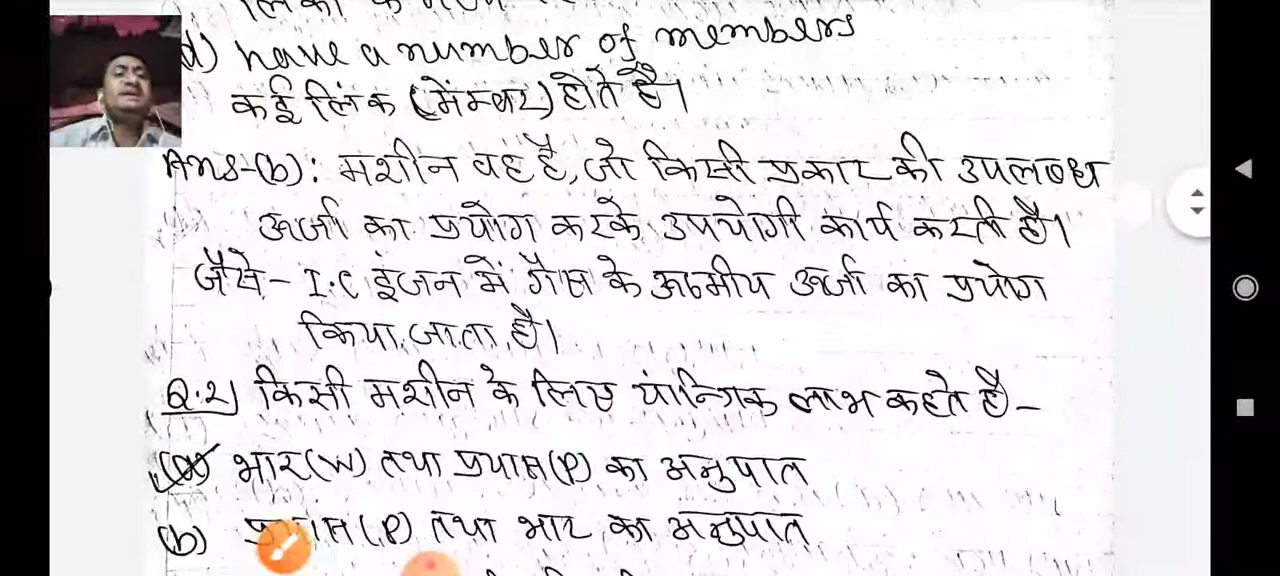 d) have a number of members
कई लिंक (मेंम्बर) होते है।
Ans-(b): मशीन वह है, जो किसी प्रकार की उपलब्ध
ऊर्जा का प्रयोग करके उपयोगी कार्य करती है।
जैसे- I.C इंजन में गैस के ऊष्मीय ऊर्जा का प्रयोग
किया जाता है।
Q.2) किसी मशीन के लिए यान्त्रिक लाभ कहते है-
(a) भार(W) तथा प्रयास(P) का अनुपात
(b) प्रयास(P) तथा भार का अनुपात